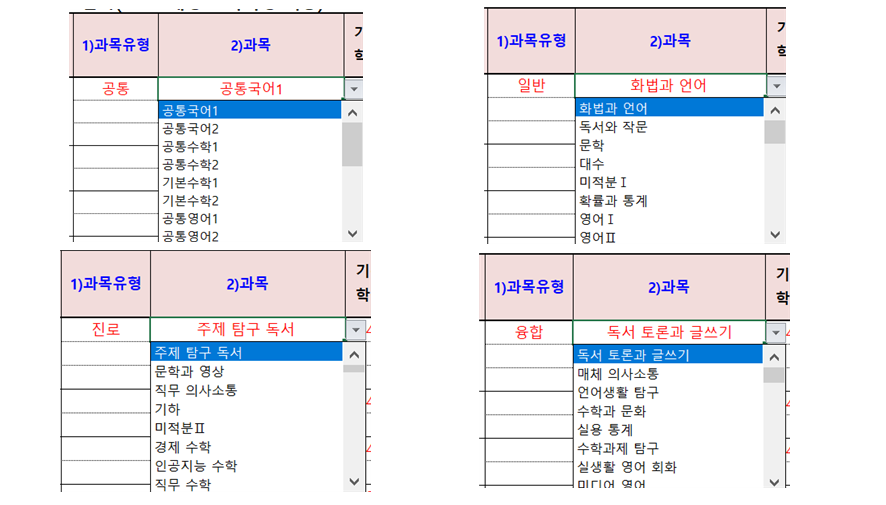 1)과목유형 2)과목 기
학
공통 공통국어1
공통국어1
공통국어2
공통수학1
공통수학2
기본수학1
기본수학2
공통영어1
공통영어2
1)과목유형 2)과목
일반 화법과 언어
화법과 언어
독서와 작문
문학
대수
미적분Ⅰ
확률과 통계
영어Ⅰ
영어Ⅱ
1)과목유형 2)과목 기
학
진로 주제 탐구 독서
주제 탐구 독서
문학과 영상
직무 의사소통
기하
미적분Ⅱ
경제 수학
인공지능 수학
직무 수학
1)과목유형 2)과목 기
학
융합 독서 토론과 글쓰기
독서 토론과 글쓰기
매체 의사소통
언어생활 탐구
수학과 문화
실용 통계
수학과제 탐구
실생활 영어 회화
미디어 영어